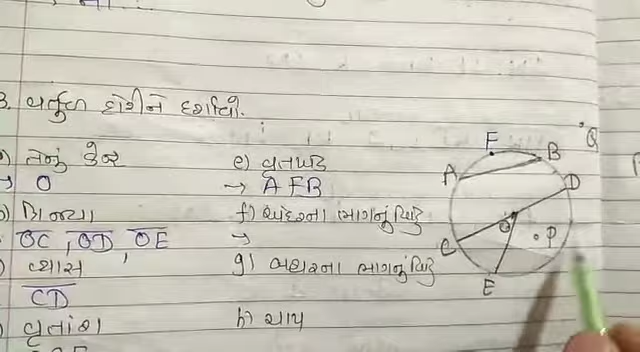 3. વર્તુળ દોરીને દર્શાવો.
a) તેનું કેન્દ્ર
→ O
e) વૃતખંડ
→ AFB
b) ત્રિજ્યા
OC, OD, OE
f) અંદરના ભાગનું બિંદુ
→
c) વ્યાસ
CD
g) બહારના ભાગનું બિંદુ
વૃતાંશ
h) ચાપ
F
B
Q
A
D
O
P
C
E